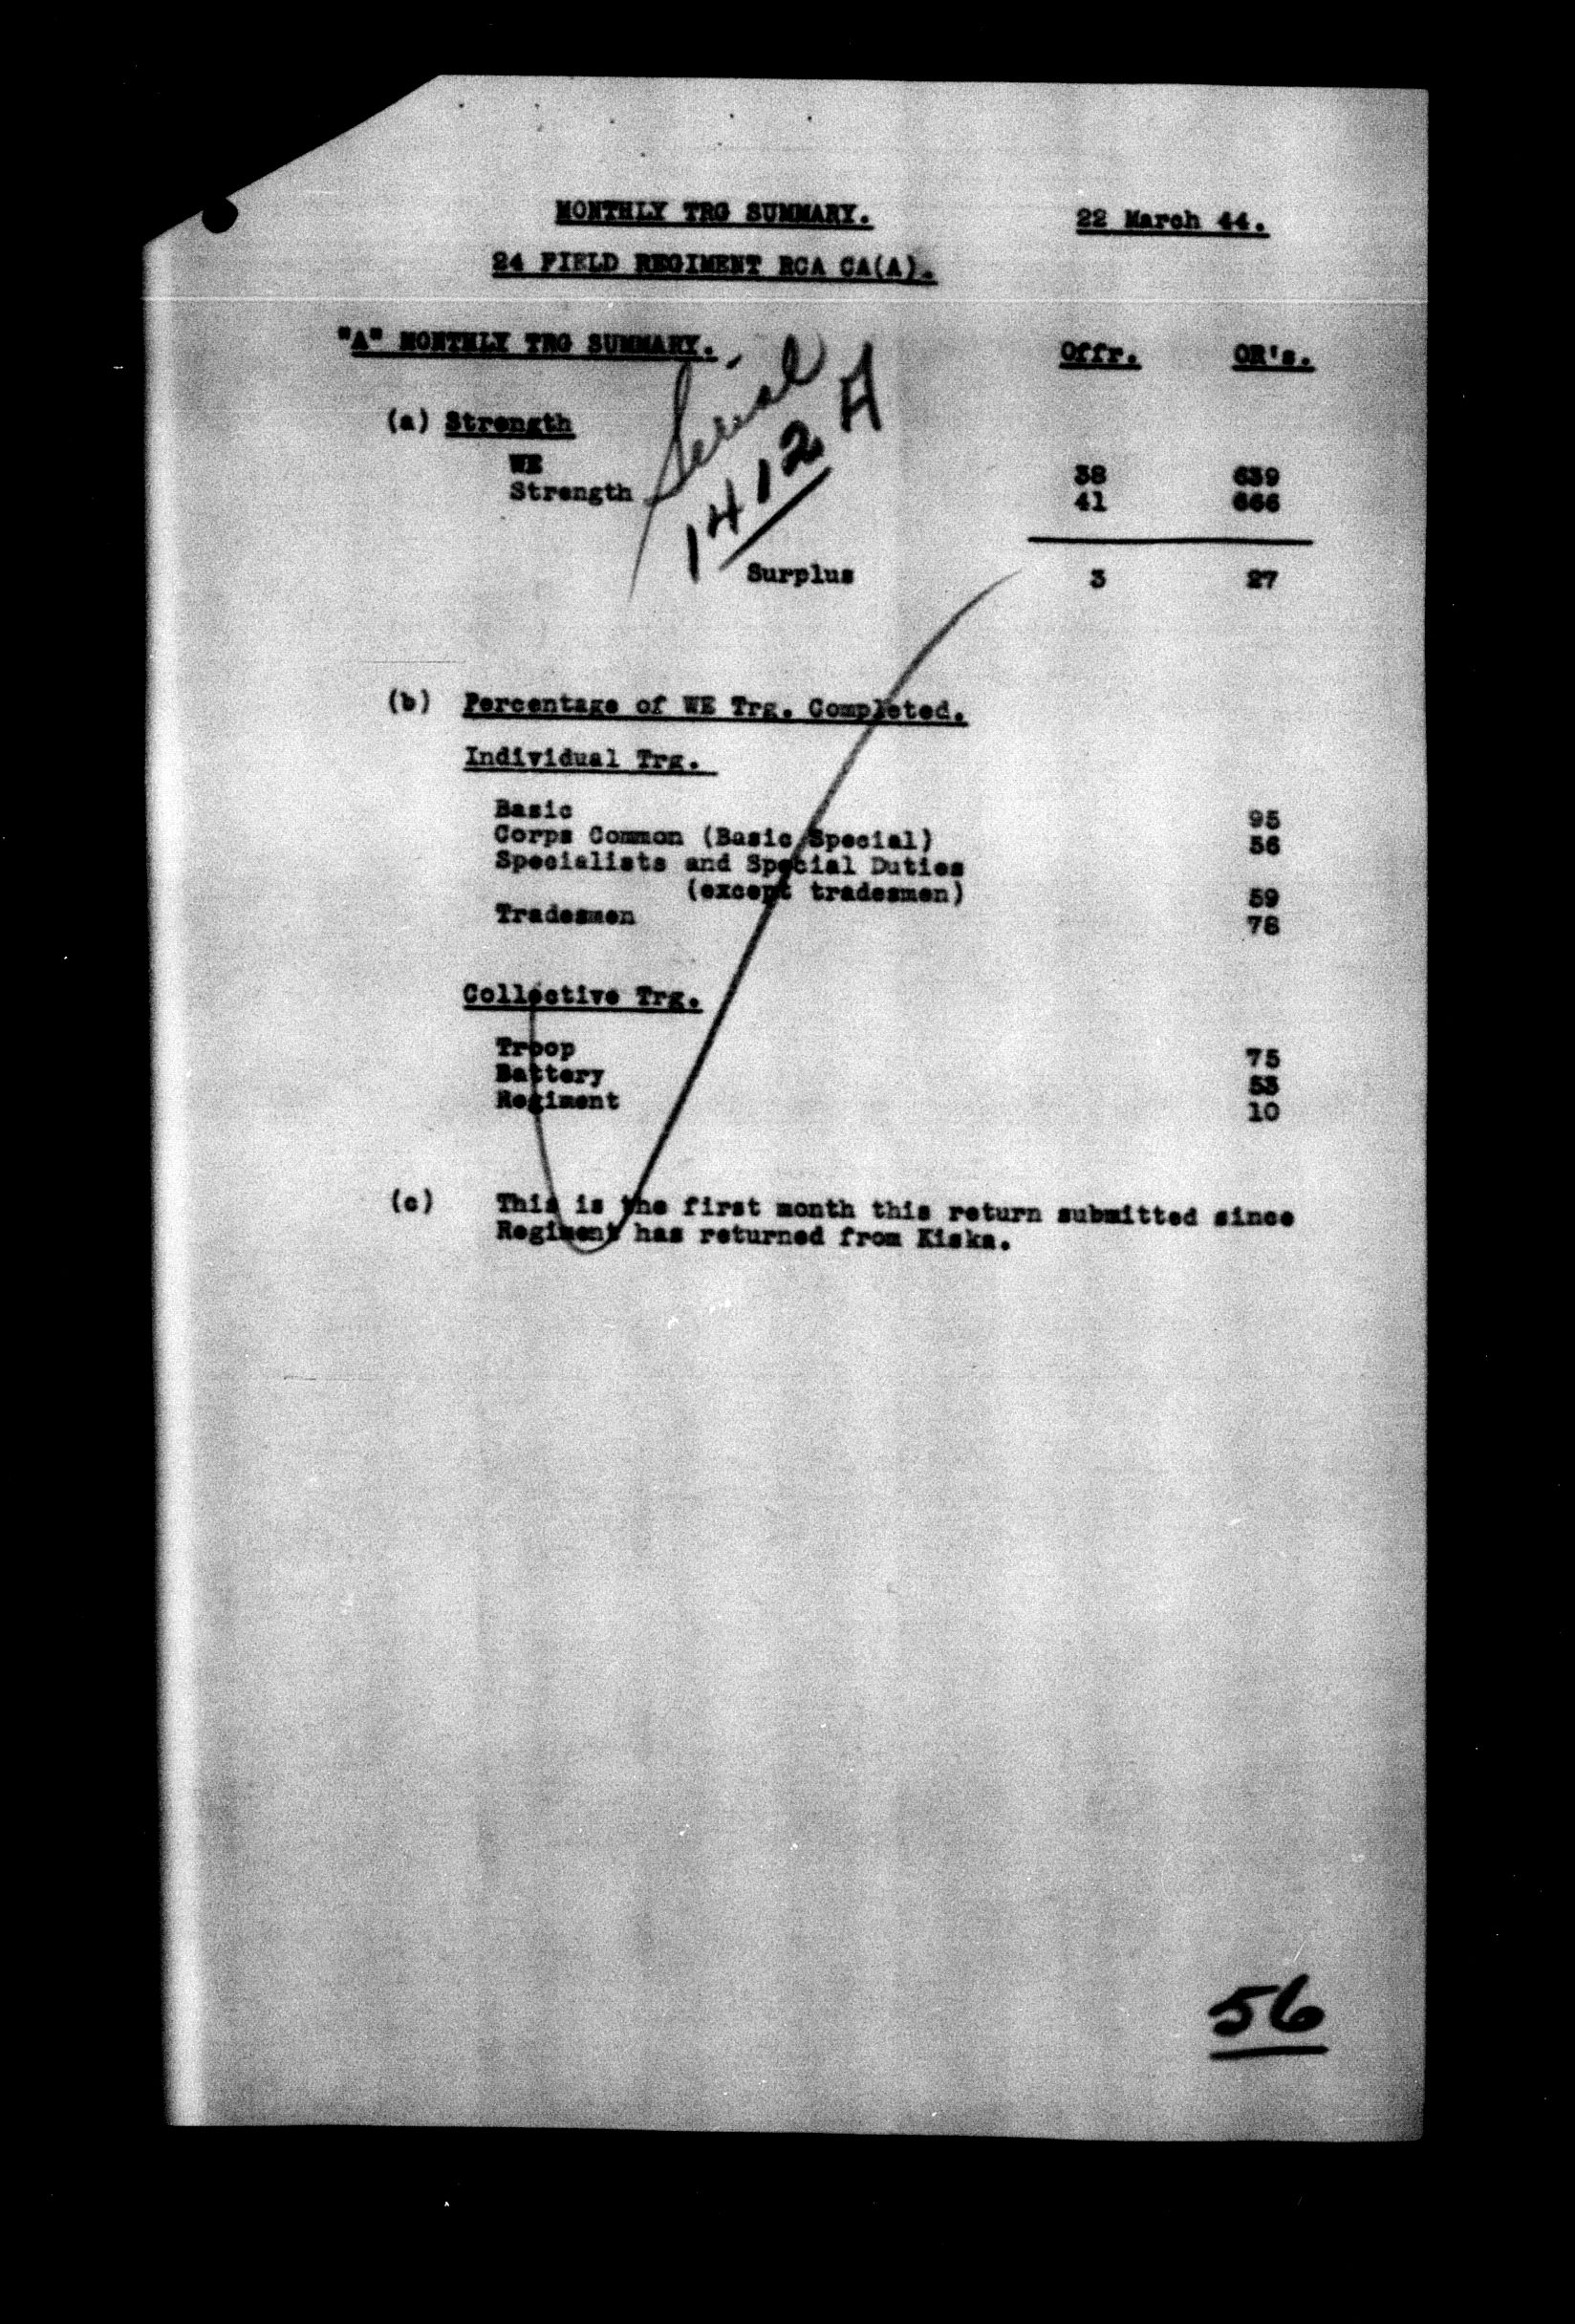 MONTHLY TRG SUMMARY. 22 March 44.
24 FIELD REGIMENT RCA CA(A).
"A" MONTHLY TRG SUMMARY. Offr. OR's.
Serial
1412 A
(a) Strength
WE 38 639
Strength 41 666
Surplus 3 27
(b) Percentage of WE Trg. Completed.
Individual Trg.
Basic 95
Corps Common (Basic Special) 56
Specialists and Special Duties
(except tradesmen) 59
Tradesmen 78
Collective Trg.
Troop 75
Battery 53
Regiment 10
(c) This is the first month this return submitted since
Regiment has returned from Kiska.
56